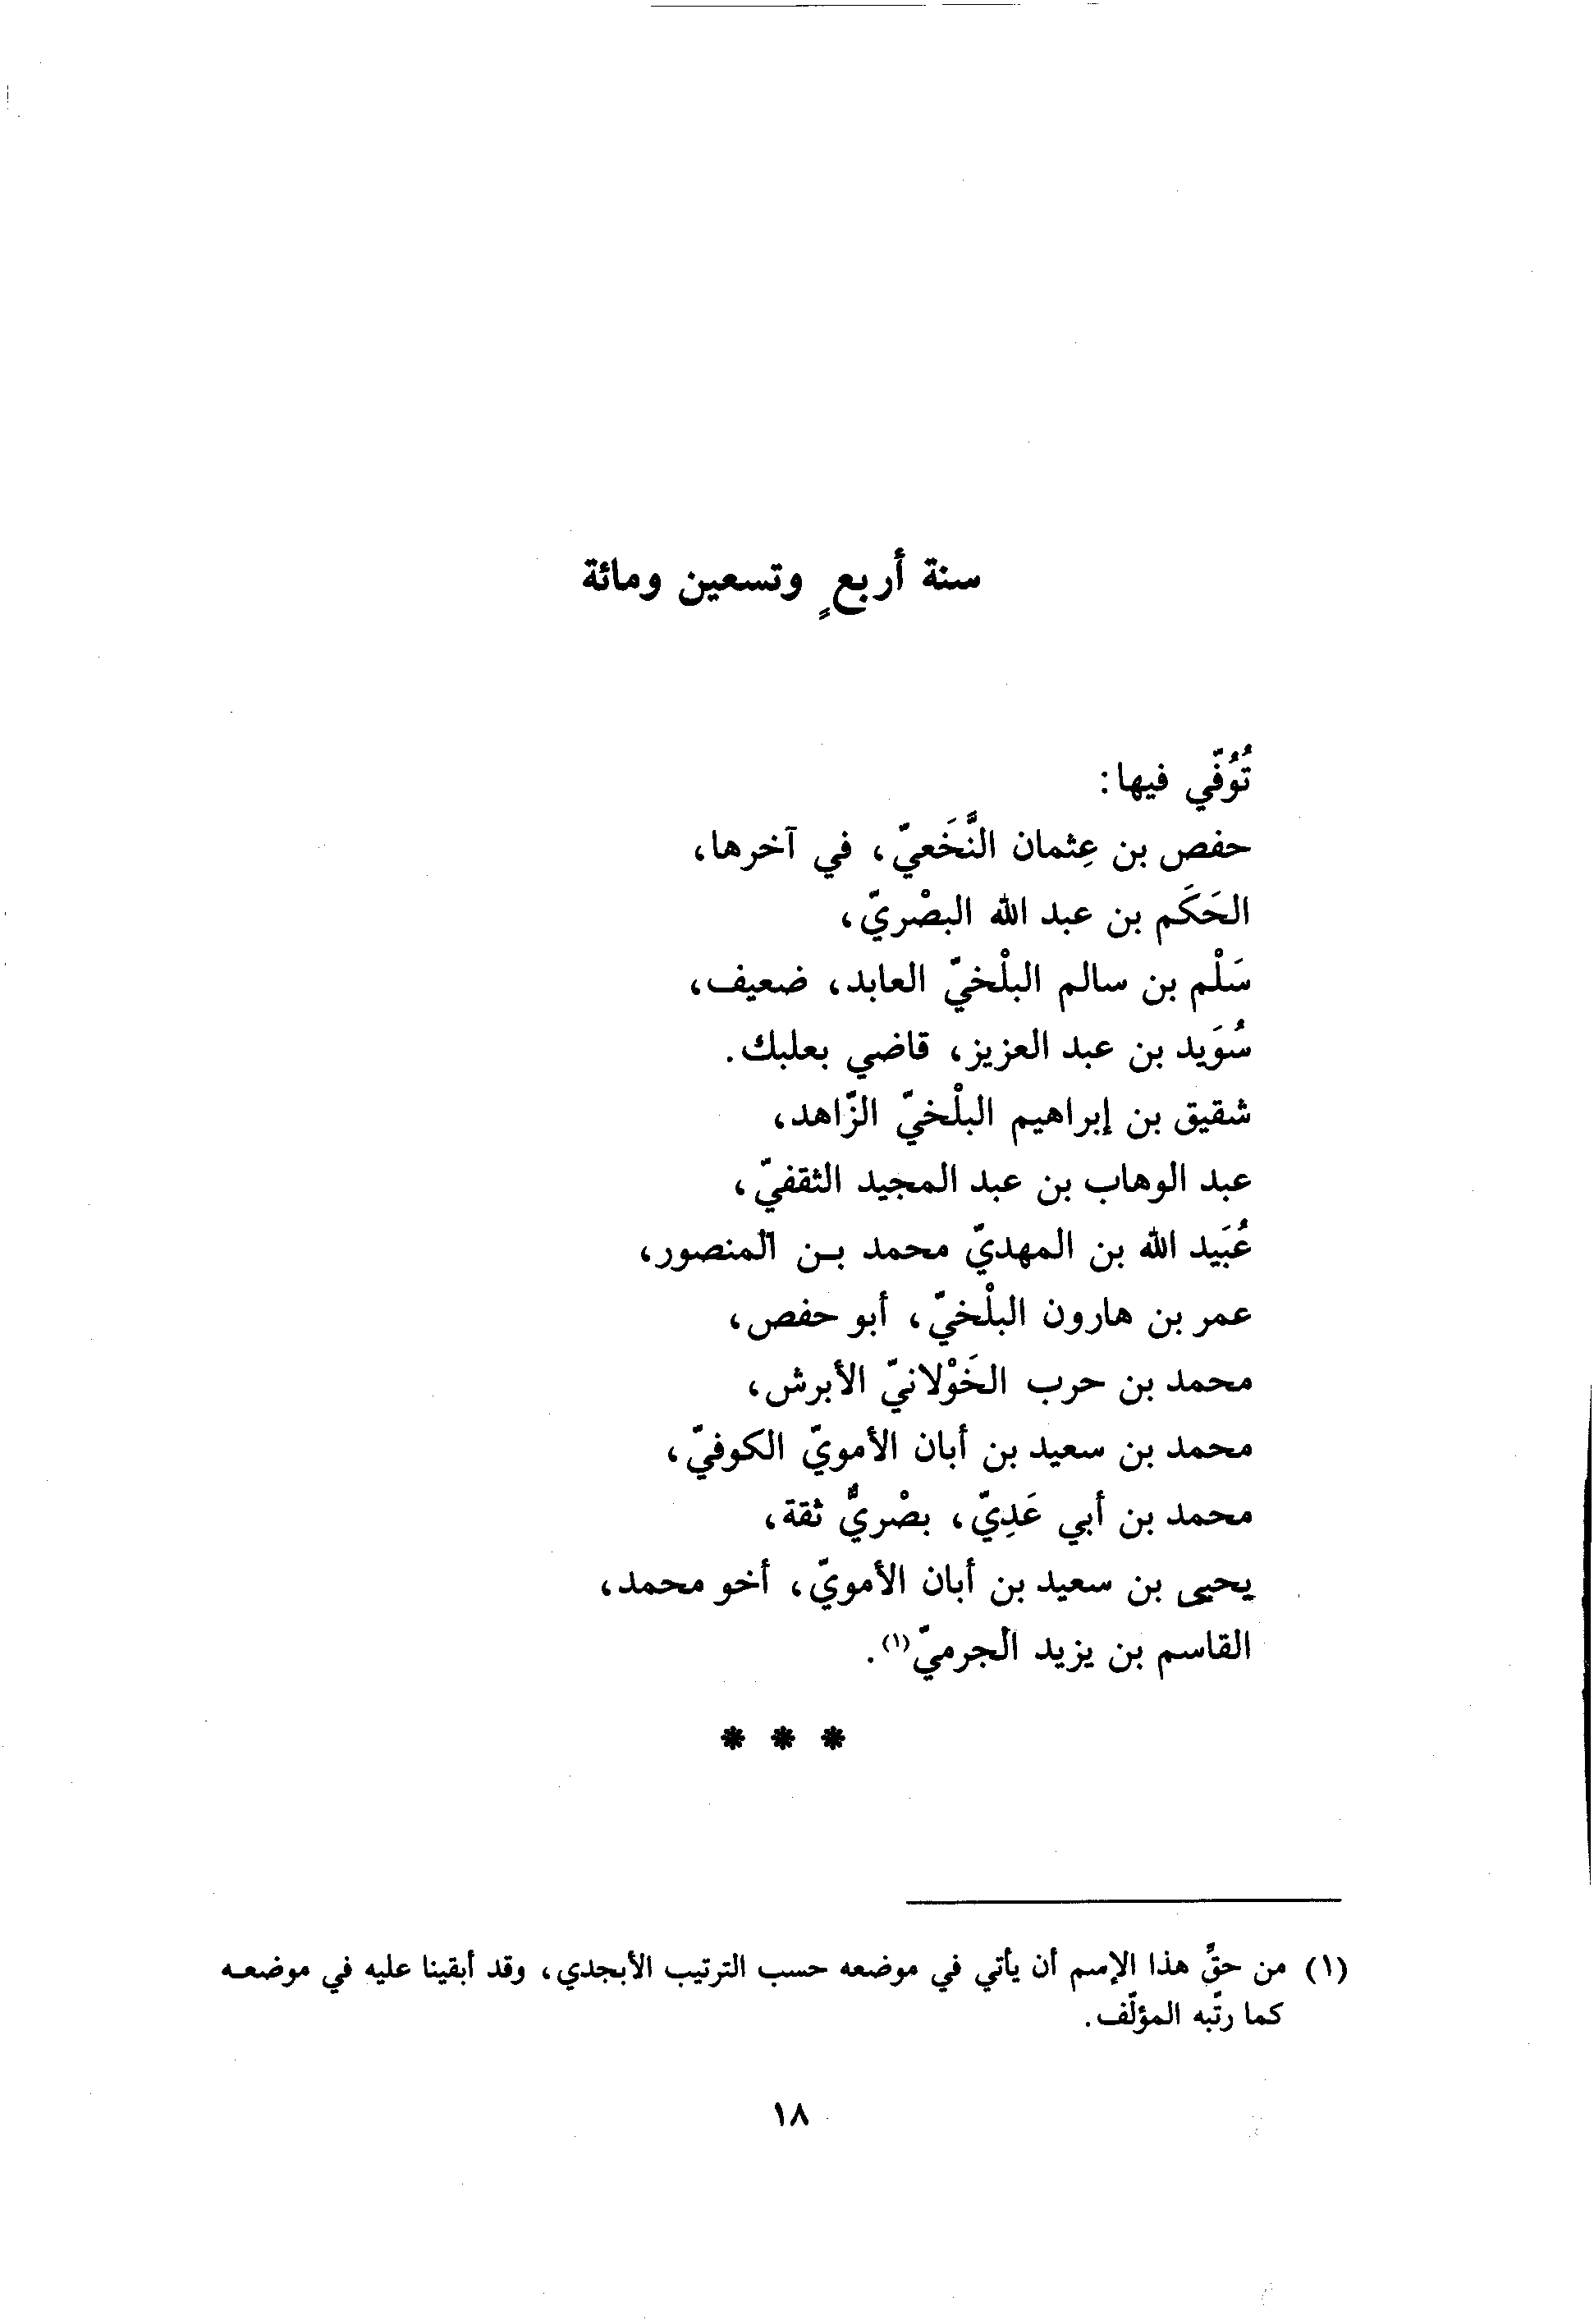 سنة أربعٍ وتسعين ومائة
تُوُفّي فيها:
حفص بن عِثمان النَّخَعيّ، في آخرها،
الحَكَم بن عبد الله البصْريّ،
سَلْم بن سالم البلْخيّ العابد، ضعيف،
سُوَيد بن عبد العزيز، قاضي بعلبك.
شقيق بن إبراهيم البلْخيّ الزّاهد،
عبد الوهاب بن عبد المجيد الثقفيّ،
عُبَيد الله بن المهديّ محمد بن المنصور،
عمر بن هارون البلْخيّ، أبو حفص،
محمد بن حرب الخَوْلانيّ الأبرش،
محمد بن سعيد بن أبان الأمويّ الكوفيّ،
محمد بن أبي عَدِيّ، بصْريٌّ ثقة،
يحيى بن سعيد بن أبان الأمويّ، أخو محمد،
القاسم بن يزيد الجرميّ(١).
* * *
(١) من حقِّ هذا الإسم أن يأتي في موضعه حسب الترتيب الأبجدي، وقد أبقينا عليه في موضعه
كما رتّبه المؤلّف.
١٨